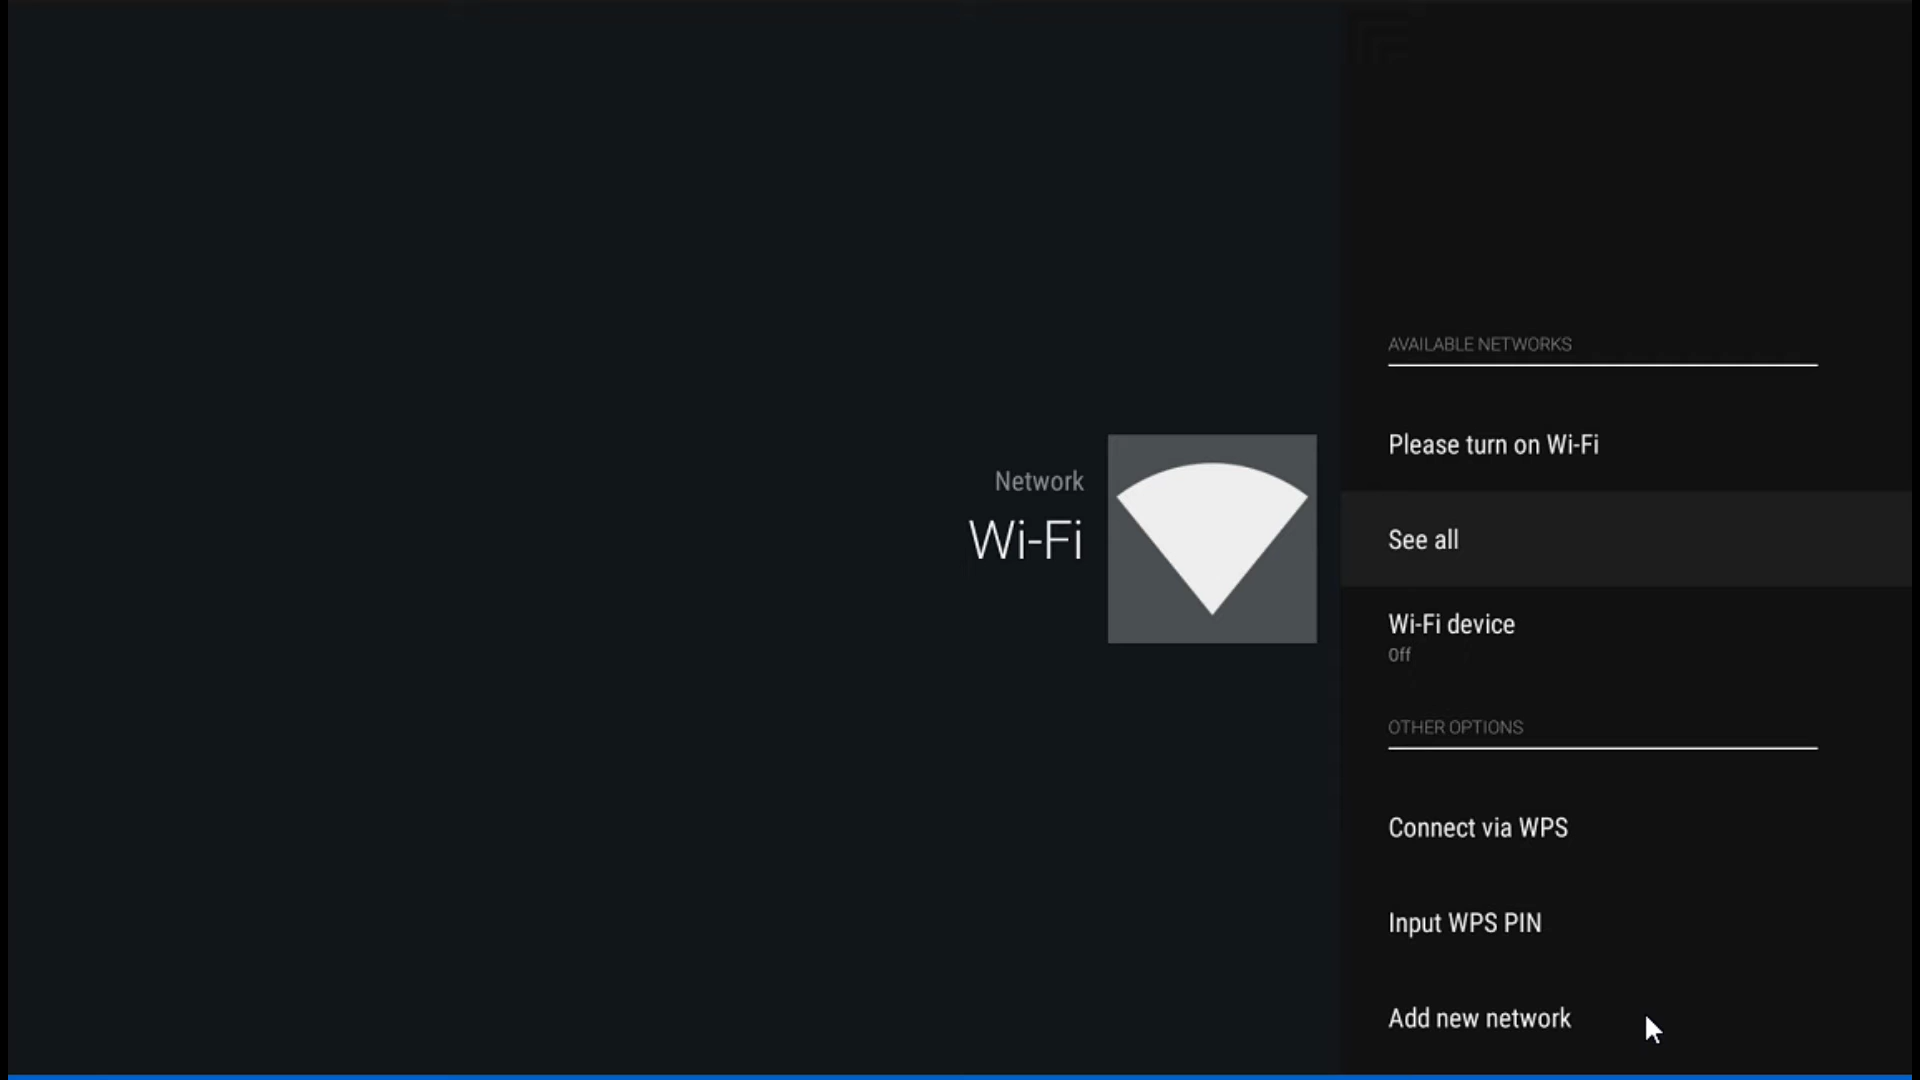 Network
Wi-Fi
AVAILABLE NETWORKS
Please turn on Wi-Fi
See all
Wi-Fi device
Off
OTHER OPTIONS
Connect via WPS
Input WPS PIN
Add new network